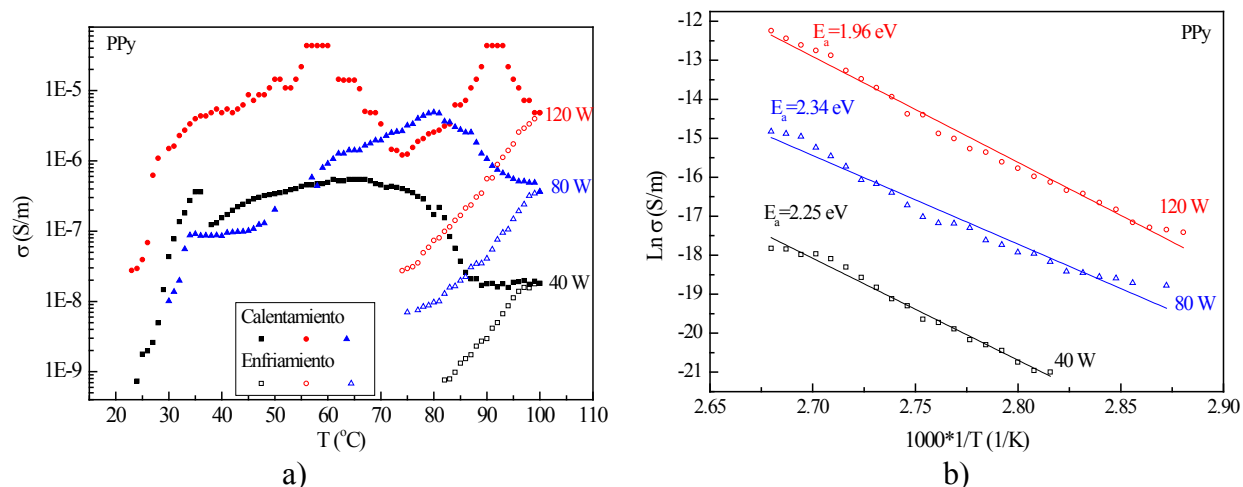 PPy
1E-5
1E-6
1E-7
1E-8
1E-9
σ (S/m)
120 W
80 W
40 W
Calentamiento
Enfriamiento
20 30 40 50 60 70 80 90 100 110
T (°C)
a)
PPy
-12
-13
-14
-15
-16
-17
-18
-19
-20
-21
Ln σ (S/m)
Ea=1.96 eV
Ea=2.34 eV
Ea=2.25 eV
120 W
80 W
40 W
2.65 2.70 2.75 2.80 2.85 2.90
1000*1/T (1/K)
b)